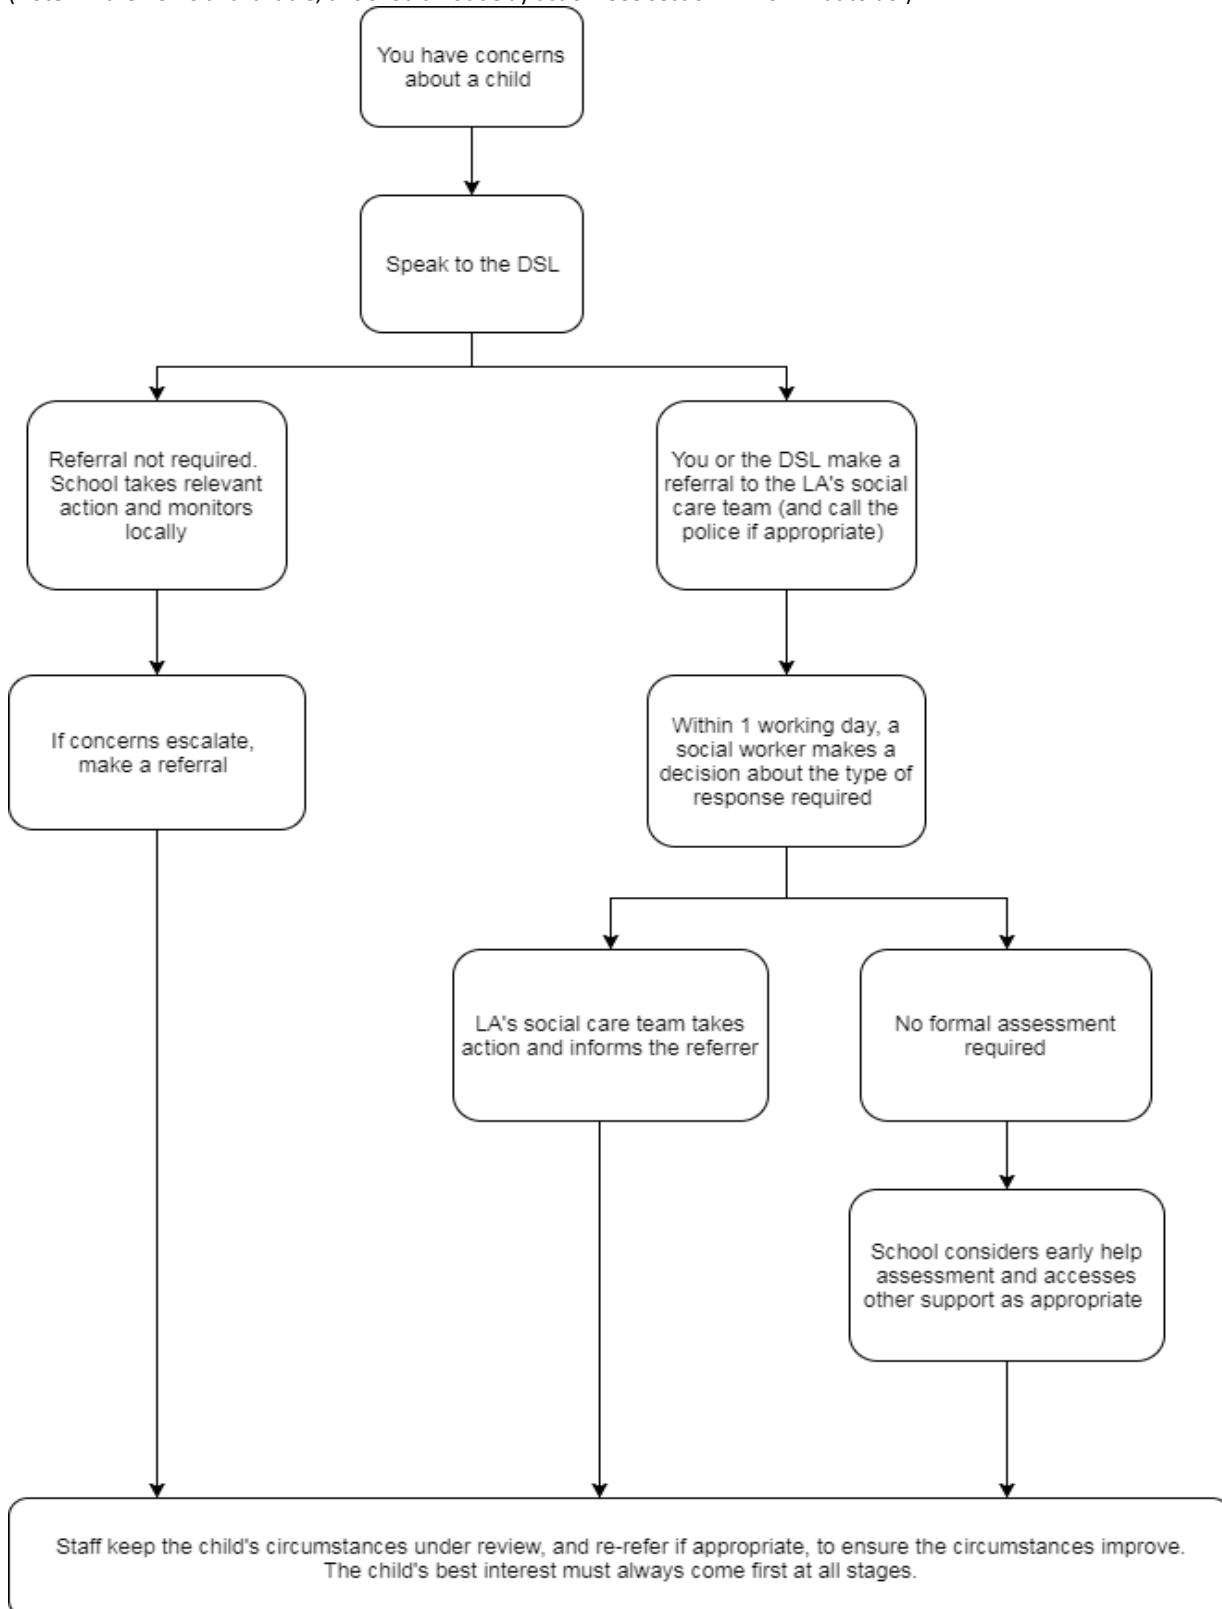 You have concerns
about a child
Speak to the DSL
Referral not required.
School takes relevant
action and monitors
locally
You or the DSL make a
referral to the LA's social
care team (and call the
police if appropriate)
If concerns escalate,
make a referral
Within 1 working day, a
social worker makes a
decision about the type of
response required
LA's social care team takes
action and informs the referrer
No formal assessment
required
School considers early help
assessment and accesses
other support as appropriate
Staff keep the child's circumstances under review, and re-refer if appropriate, to ensure the circumstances improve.
The child's best interest must always come first at all stages.